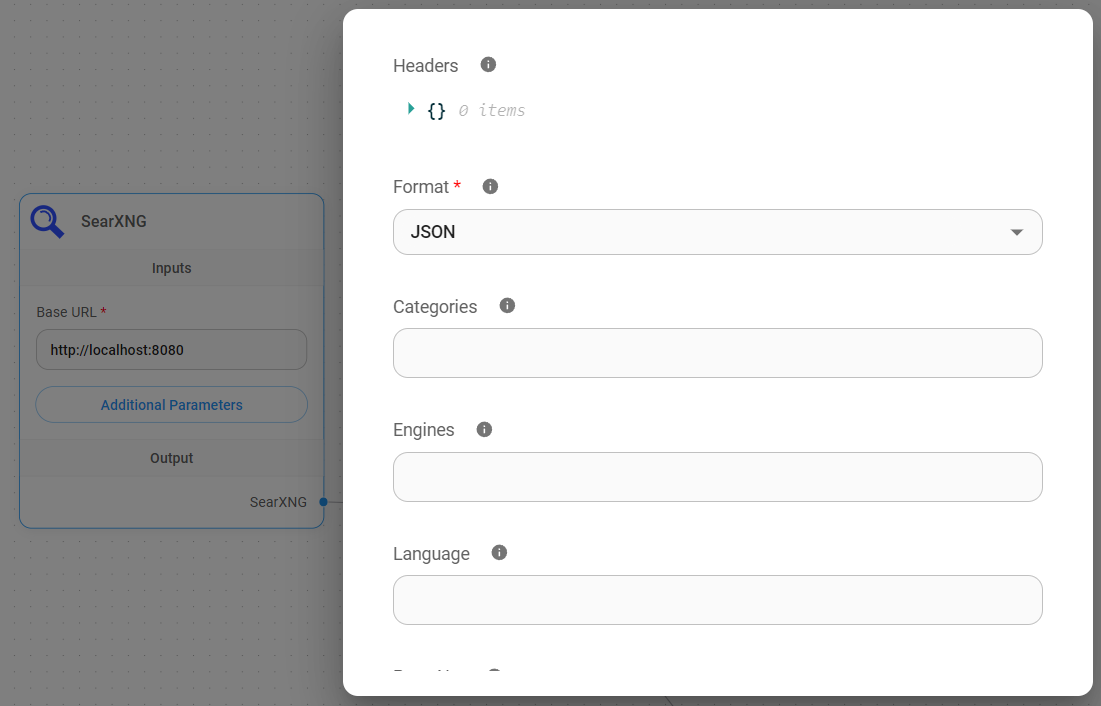 SearXNG
Inputs
Base URL *
http://localhost:8080
Additional Parameters
Output
SearXNG
Headers
{} 0 items
Format *
JSON
Categories
Engines
Language